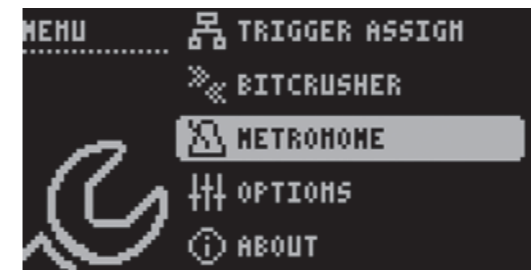 MENU
TRIGGER ASSIGN
BITCRUSHER
METRONOME
OPTIONS
ABOUT